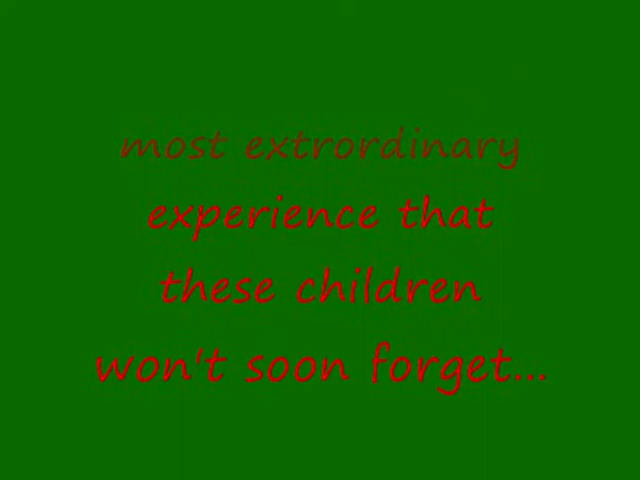 most extrordinary
experience that
these children
won't soon forget...